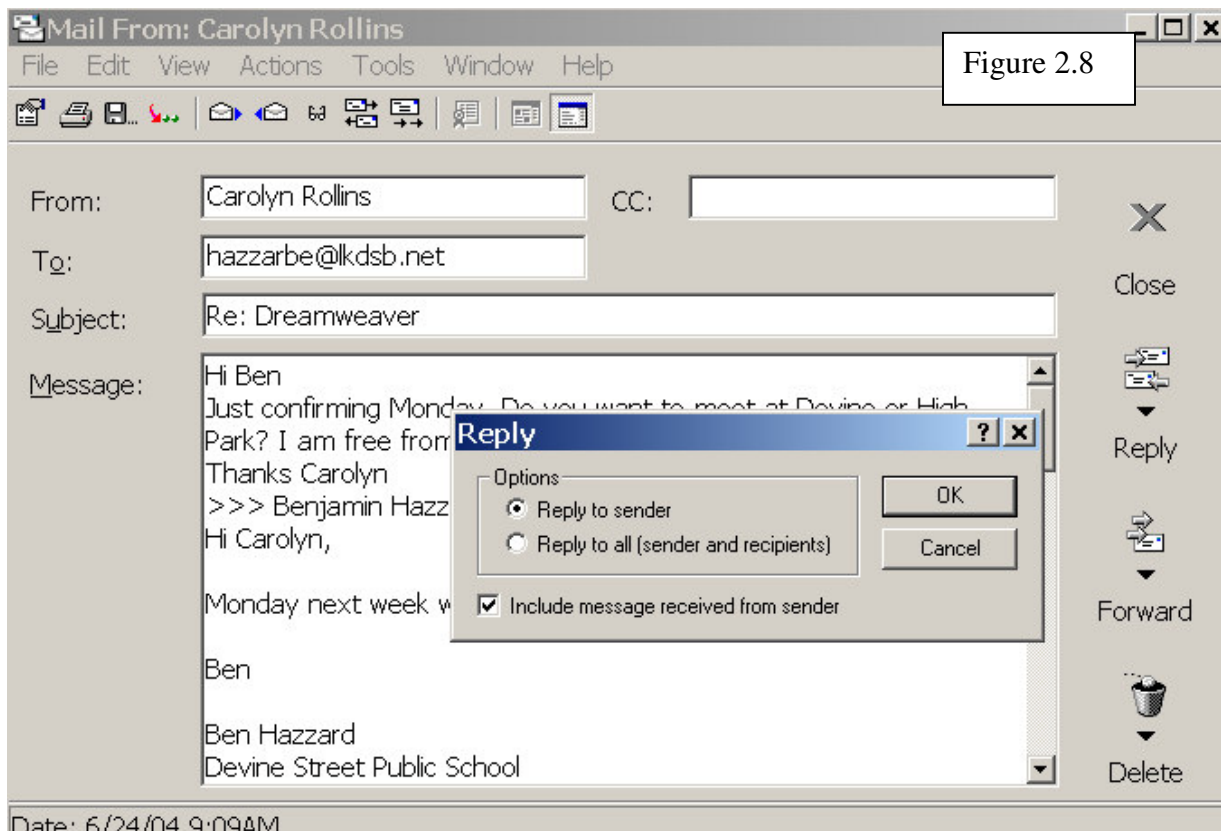 Mail From: Carolyn Rollins
Figure 2.8
File Edit View Actions Tools Window Help
From: Carolyn Rollins CC:
To: hazzarbe@lkdsb.net
Close
Subject: Re: Dreamweaver
Message: Hi Ben
Just confirming Monday. Do you want to meet at Devine or High
Park? I am free from
Thanks Carolyn
>>> Benjamin Hazz
Hi Carolyn,
Monday next week w
Ben
Ben Hazzard
Devine Street Public School
Reply
Options
Reply to sender
Reply to all (sender and recipients)
Include message received from sender
OK
Cancel
Reply
Forward
Delete
Date: 6/24/04 9:09AM